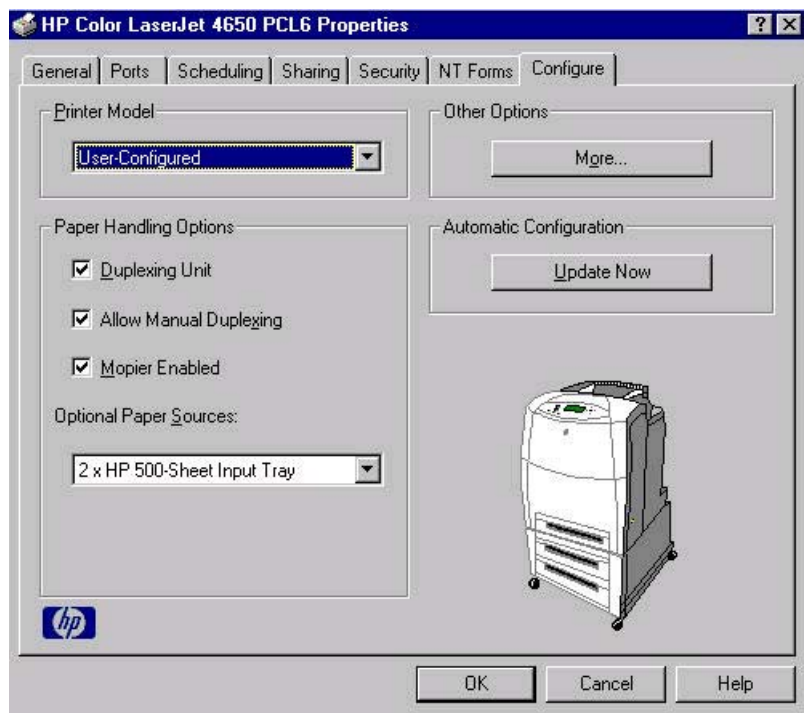 HP Color LaserJet 4650 PCL6 Properties
General Ports Scheduling Sharing Security NT Forms Configure
Printer Model
User-Configured
Other Options
More...
Paper Handling Options
Duplexing Unit
Allow Manual Duplexing
Mopier Enabled
Optional Paper Sources:
2 x HP 500-Sheet Input Tray
Automatic Configuration
Update Now
hp
OK Cancel Help